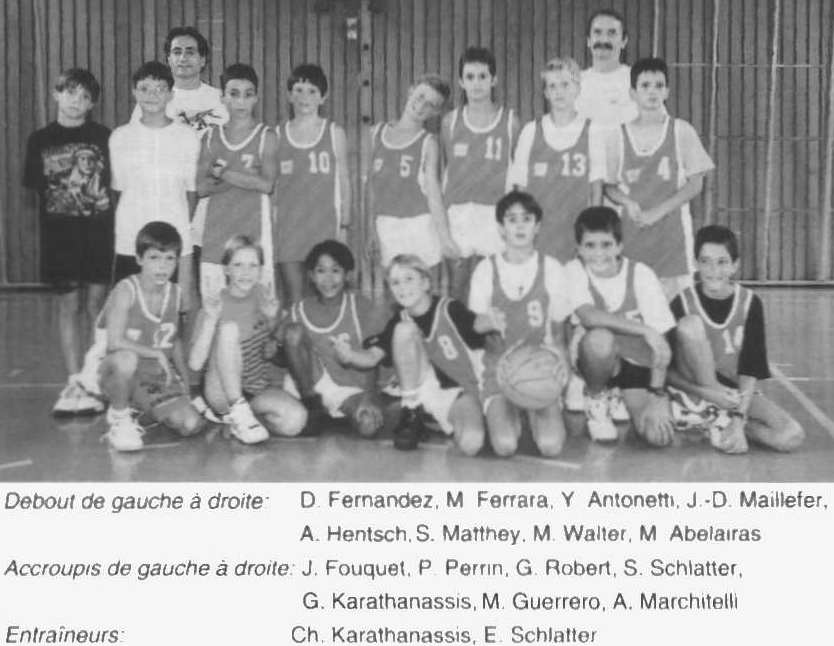 7 10 5 11 13 4
12 8 9 14
Debout de gauche à droite: D. Fernandez, M Ferrara, Y Antonetti, J.-D. Maillefer,
A. Hentsch, S. Matthey, M. Walter, M Abelairas
Accroupis de gauche à droite: J. Fouquet, P. Perrin, G. Robert, S. Schlatter,
G. Karathanassis, M. Guerrero, A. Marchitelli
Entraîneurs: Ch. Karathanassis, E. Schlatter